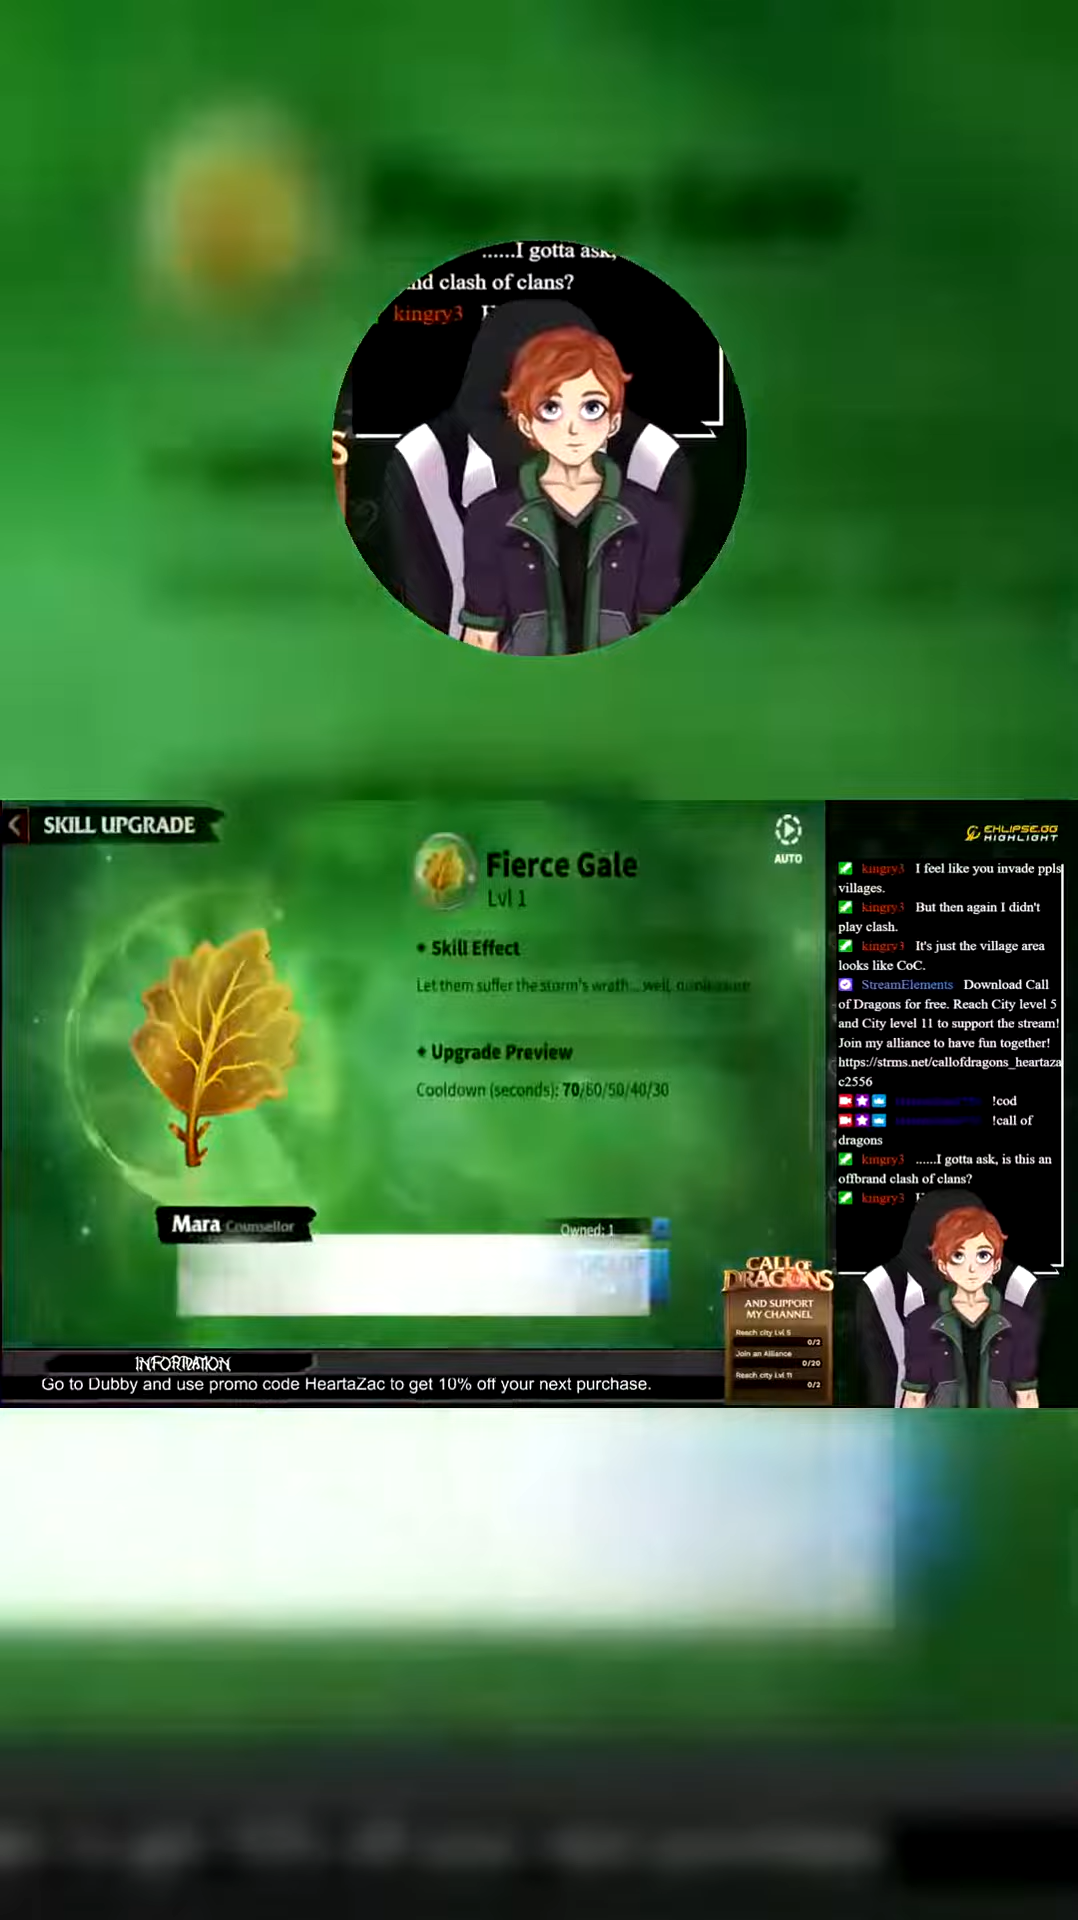 ......I gotta ask,
nd clash of clans?
kingry3
SKILL UPGRADE
AUTO
Fierce Gale
Lvl 1
Skill Effect
Let them suffer the storm's wrath... well,
Upgrade Preview
Cooldown (seconds): 70/60/50/40/30
Mara Counsellor
Owned: 1
INFORMATION
Go to Dubby and use promo code HeartaZac to get 10% off your next purchase.
CALL OF
DRAGONS
AND SUPPORT
MY CHANNEL
Reach city Lvl 5
0/2
Join an Alliance
0/20
Reach city Lvl 11
0/2
EKLIPSE.GG
HIGHLIGHT
kingry3 I feel like you invade ppls
villages.
kingry3 But then again I didn't
play clash.
kingry3 It's just the village area
looks like CoC.
StreamElements Download Call
of Dragons for free. Reach City level 5
and City level 11 to support the stream!
Join my alliance to have fun together!
https://strms.net/callofdragons_heartaza
c2556
!cod
!call of
dragons
kingry3 ......I gotta ask, is this an
offbrand clash of clans?
kingry3